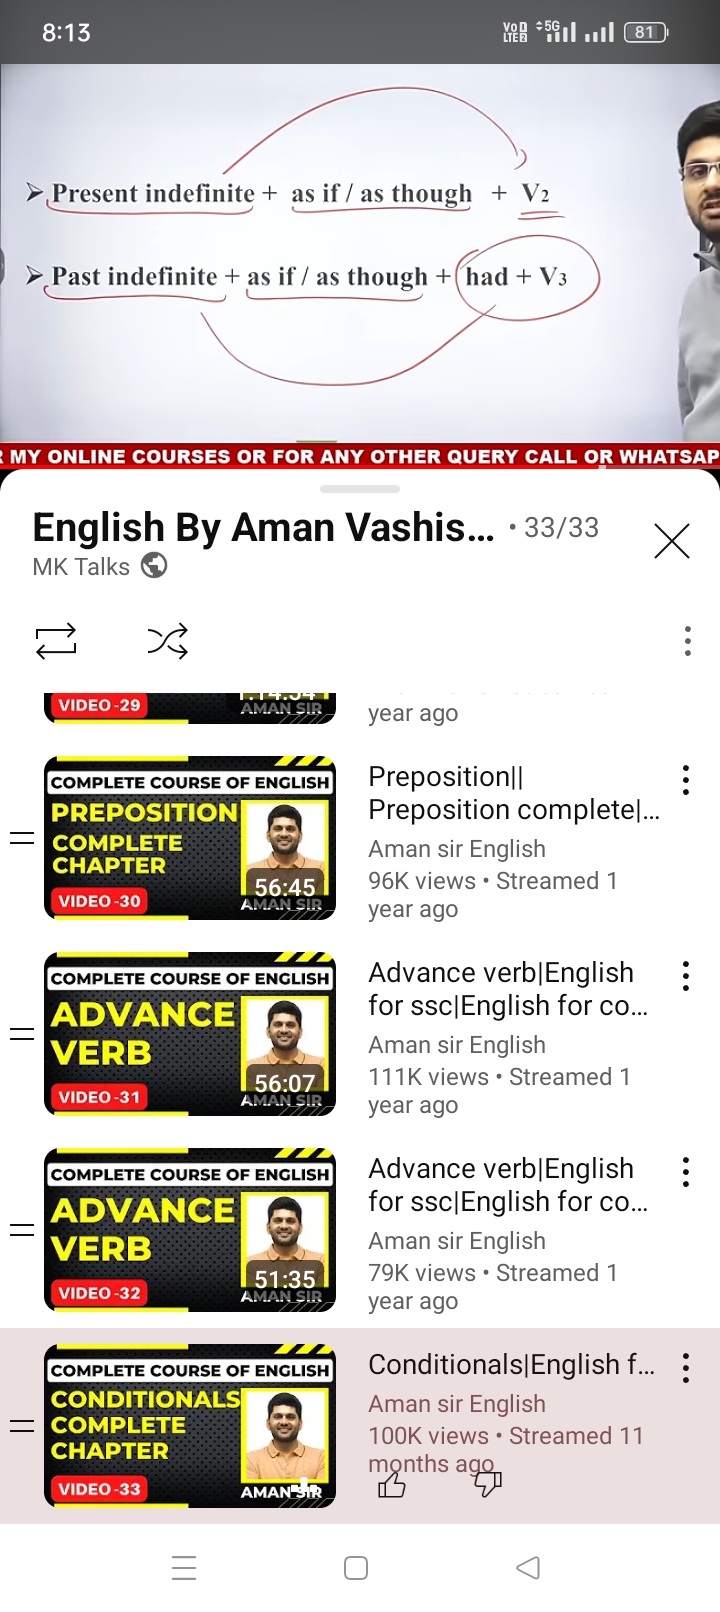 8:13
VoD LTE2 5G 81
➤ Present indefinite + as if / as though + V2
➤ Past indefinite + as if / as though + had + V3
MY ONLINE COURSES OR FOR ANY OTHER QUERY CALL OR WHATSAP
English By Aman Vashis... • 33/33
MK Talks
VIDEO-29
AMAN SIR
year ago
COMPLETE COURSE OF ENGLISH
PREPOSITION
COMPLETE
CHAPTER
56:45
VIDEO-30
AMAN SIR
Preposition||
Preposition complete|...
Aman sir English
96K views • Streamed 1
year ago
COMPLETE COURSE OF ENGLISH
ADVANCE
VERB
56:07
VIDEO-31
AMAN SIR
Advance verb|English
for ssc|English for co...
Aman sir English
111K views • Streamed 1
year ago
COMPLETE COURSE OF ENGLISH
ADVANCE
VERB
51:35
VIDEO-32
AMAN SIR
Advance verb|English
for ssc|English for co...
Aman sir English
79K views • Streamed 1
year ago
COMPLETE COURSE OF ENGLISH
CONDITIONALS
COMPLETE
CHAPTER
VIDEO-33
AMAN SIR
Conditionals|English f...
Aman sir English
100K views • Streamed 11
months ago